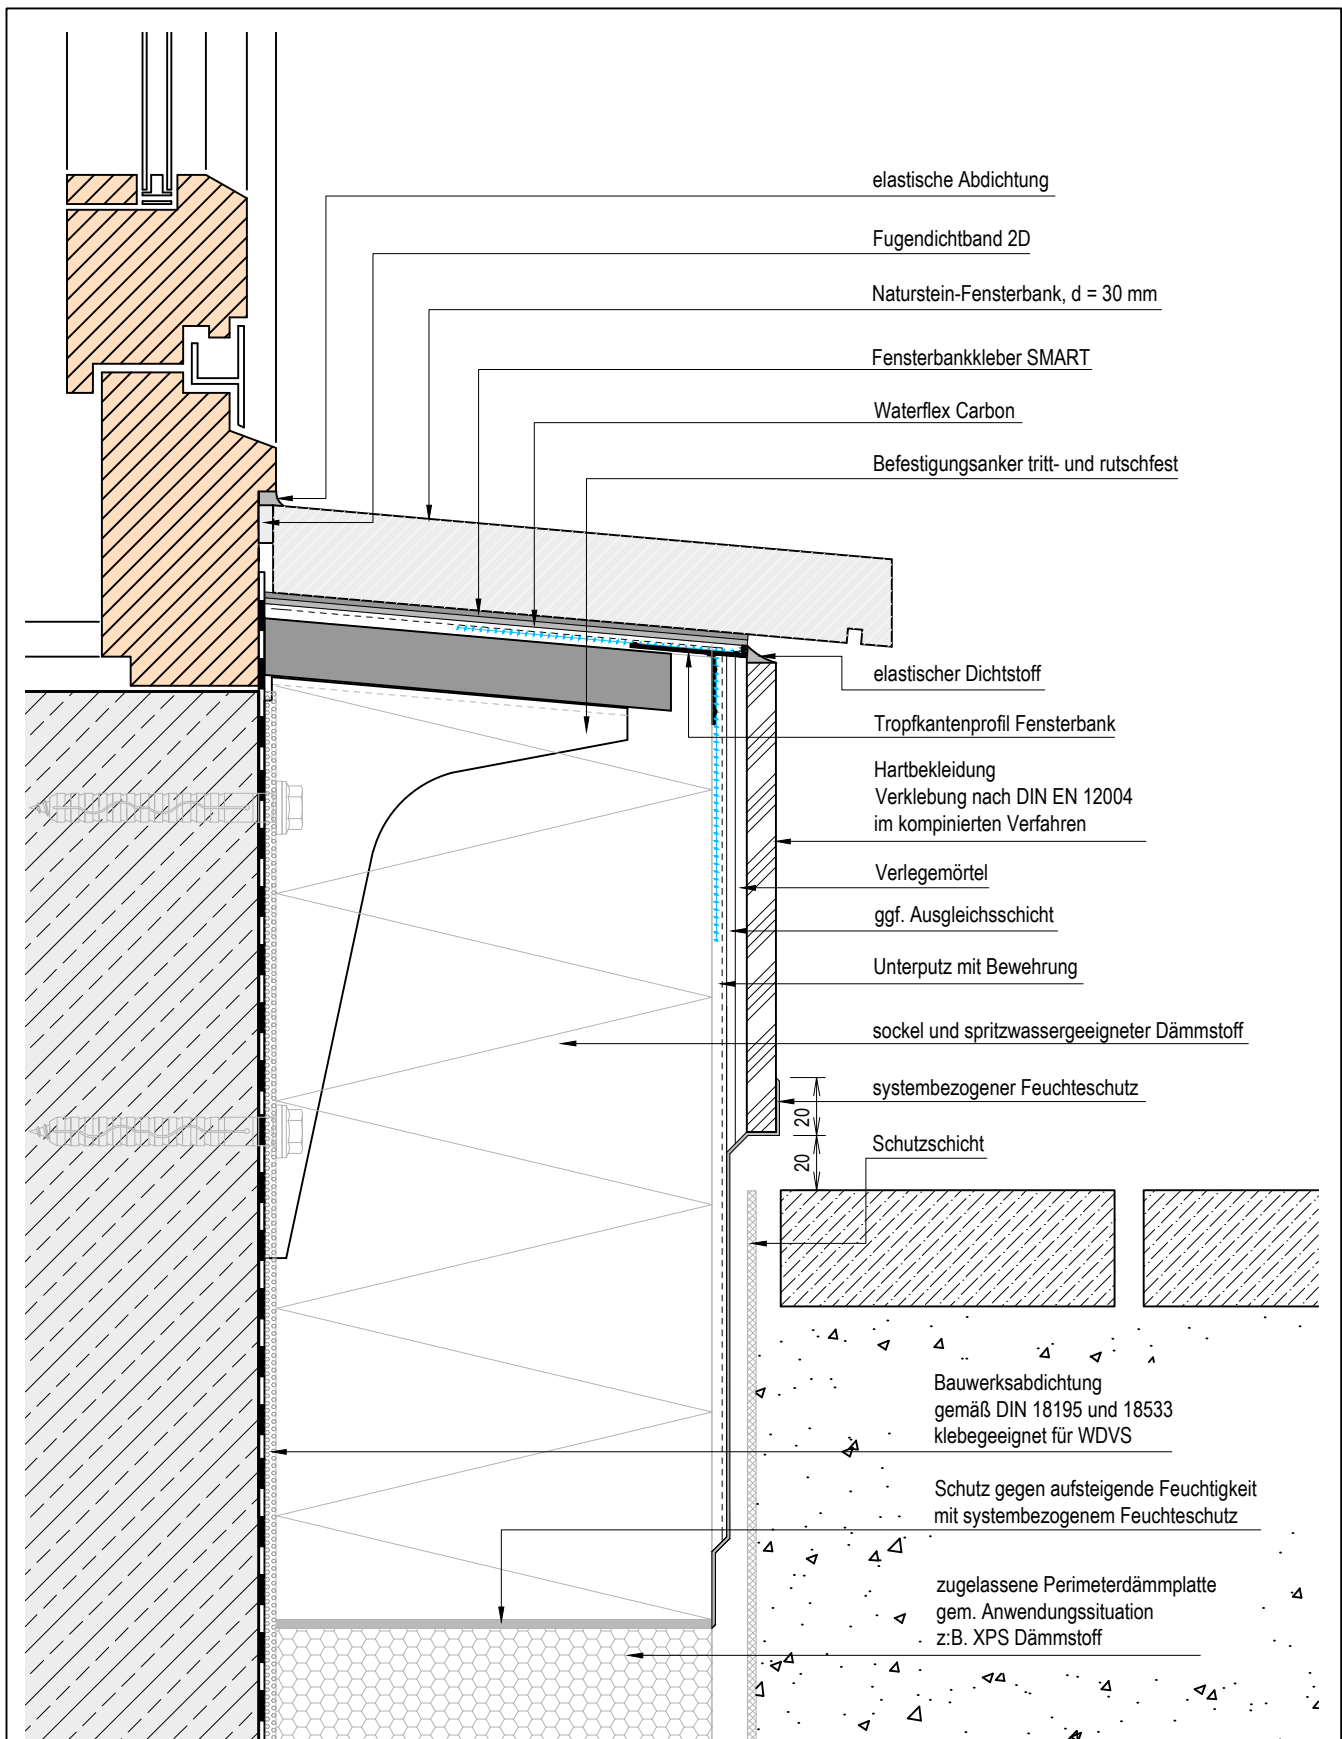 elastische Abdichtung
Fugendichtband 2D
Naturstein-Fensterbank, d = 30 mm
Fensterbankkleber SMART
Waterflex Carbon
Befestigungsanker tritt- und rutschfest
elastischer Dichtstoff
Tropfkantenprofil Fensterbank
Hartbekleidung
Verklebung nach DIN EN 12004
im kompinierten Verfahren
Verlegemörtel
ggf. Ausgleichsschicht
Unterputz mit Bewehrung
sockel und spritzwassergeeigneter Dämmstoff
systembezogener Feuchteschutz
20
Schutzschicht
20
Bauwerksabdichtung
gemäß DIN 18195 und 18533
klebegeeignet für WDVS
Schutz gegen aufsteigende Feuchtigkeit
mit systembezogenem Feuchteschutz
zugelassene Perimeterdämmplatte
gem. Anwendungssituation
z:B. XPS Dämmstoff